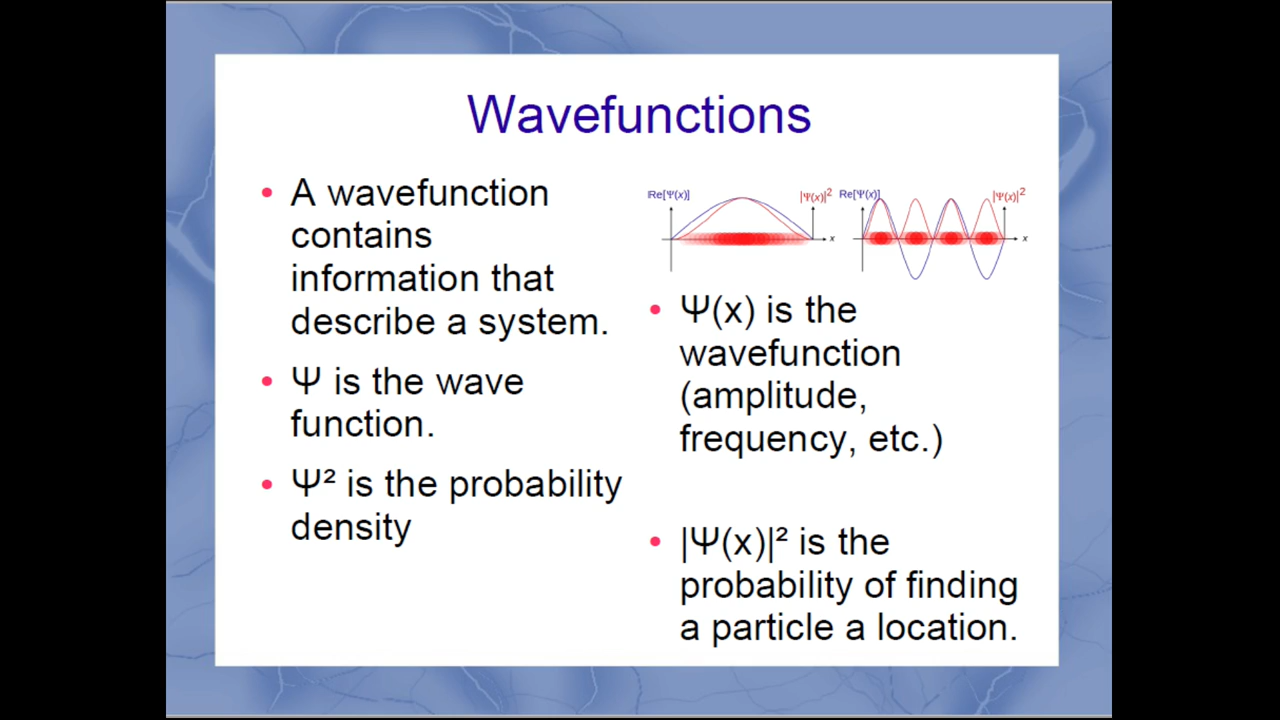 Wavefunctions
A wavefunction
contains
information that
describe a system.
Ψ is the wave
function.
Ψ² is the probability
density
Re[Ψ(x)]
|Ψ(x)|²
x
Re[Ψ(x)]
|Ψ(x)|²
x
Ψ(x) is the
wavefunction
(amplitude,
frequency, etc.)
|Ψ(x)|² is the
probability of finding
a particle a location.